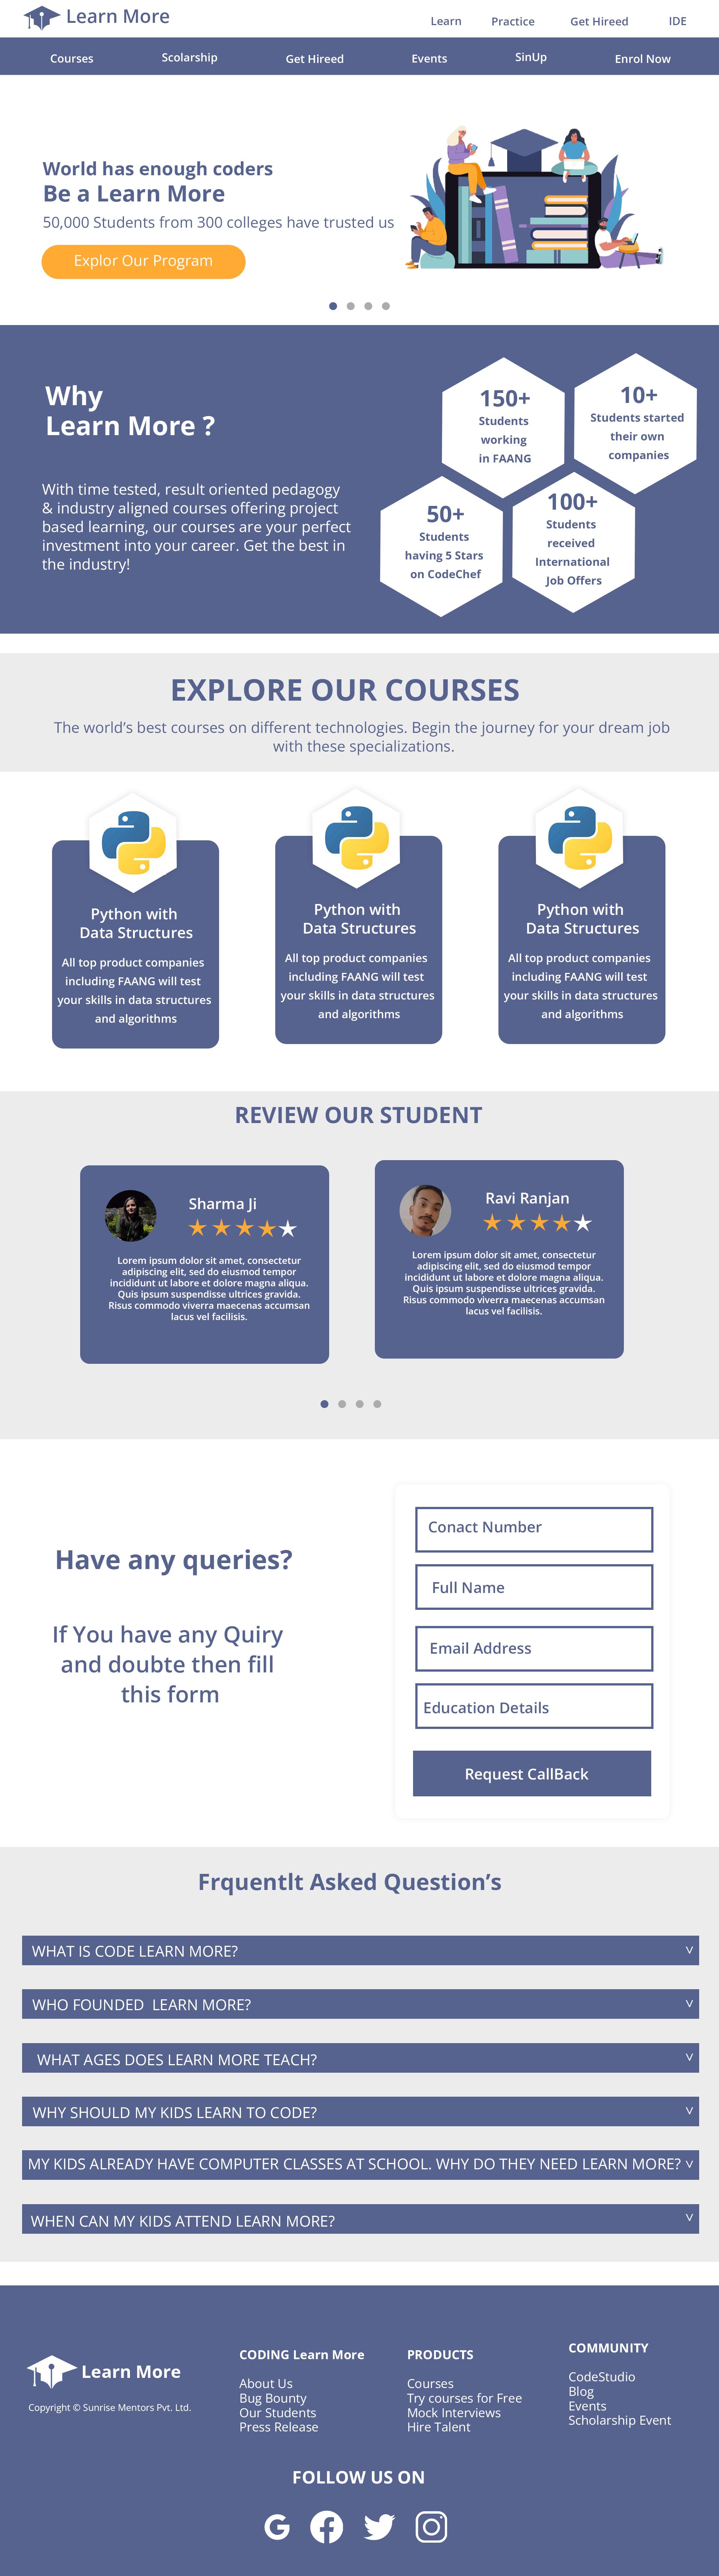 Learn More
Learn
Practice
Get Hireed
IDE
Courses
Scolarship
Get Hireed
Events
SinUp
Enrol Now
World has enough coders
Be a Learn More
50,000 Students from 300 colleges have trusted us
Explor Our Program
Why
Learn More ?
With time tested, result oriented pedagogy
& industry aligned courses offering project
based learning, our courses are your perfect
investment into your career. Get the best in
the industry!
150+
Students
working
in FAANG
10+
Students started
their own
companies
50+
Students
having 5 Stars
on CodeChef
100+
Students
received
International
Job Offers
EXPLORE OUR COURSES
The world's best courses on different technologies. Begin the journey for your dream job
with these specializations.
Python with
Data Structures
All top product companies
including FAANG will test
your skills in data structures
and algorithms
Python with
Data Structures
All top product companies
including FAANG will test
your skills in data structures
and algorithms
Python with
Data Structures
All top product companies
including FAANG will test
your skills in data structures
and algorithms
REVIEW OUR STUDENT
Sharma Ji
Lorem ipsum dolor sit amet, consectetur
adipiscing elit, sed do eiusmod tempor
incididunt ut labore et dolore magna aliqua.
Quis ipsum suspendisse ultrices gravida.
Risus commodo viverra maecenas accumsan
lacus vel facilisis.
Ravi Ranjan
Lorem ipsum dolor sit amet, consectetur
adipiscing elit, sed do eiusmod tempor
incididunt ut labore et dolore magna aliqua.
Quis ipsum suspendisse ultrices gravida.
Risus commodo viverra maecenas accumsan
lacus vel facilisis.
Have any queries?
If You have any Quiry
and doubte then fill
this form
Conact Number
Full Name
Email Address
Education Details
Request CallBack
Frquentlt Asked Question’s
WHAT IS CODE LEARN MORE?
WHO FOUNDED  LEARN MORE?
WHAT AGES DOES LEARN MORE TEACH?
WHY SHOULD MY KIDS LEARN TO CODE?
MY KIDS ALREADY HAVE COMPUTER CLASSES AT SCHOOL. WHY DO THEY NEED LEARN MORE?
WHEN CAN MY KIDS ATTEND LEARN MORE?
Learn More
Copyright © Sunrise Mentors Pvt. Ltd.
CODING Learn More
About Us
Bug Bounty
Our Students
Press Release
PRODUCTS
Courses
Try courses for Free
Mock Interviews
Hire Talent
COMMUNITY
CodeStudio
Blog
Events
Scholarship Event
FOLLOW US ON